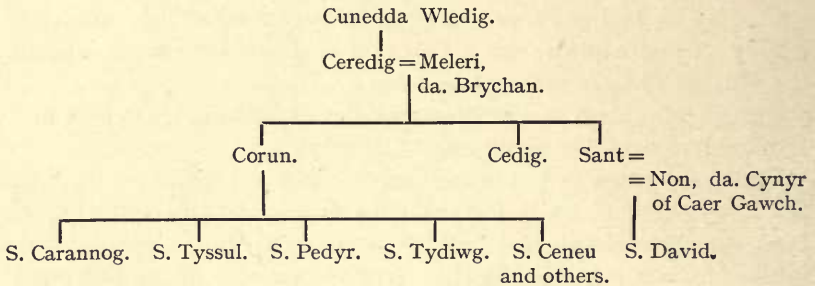 Cunedda Wledig.
Ceredig = Meleri,
da. Brychan.
Corun. Cedig. Sant =
= Non, da. Cynyr
of Caer Gawch.
S. Carannog. S. Tyssul. S. Pedyr. S. Tydiwg. S. Ceneu S. David.
and others.